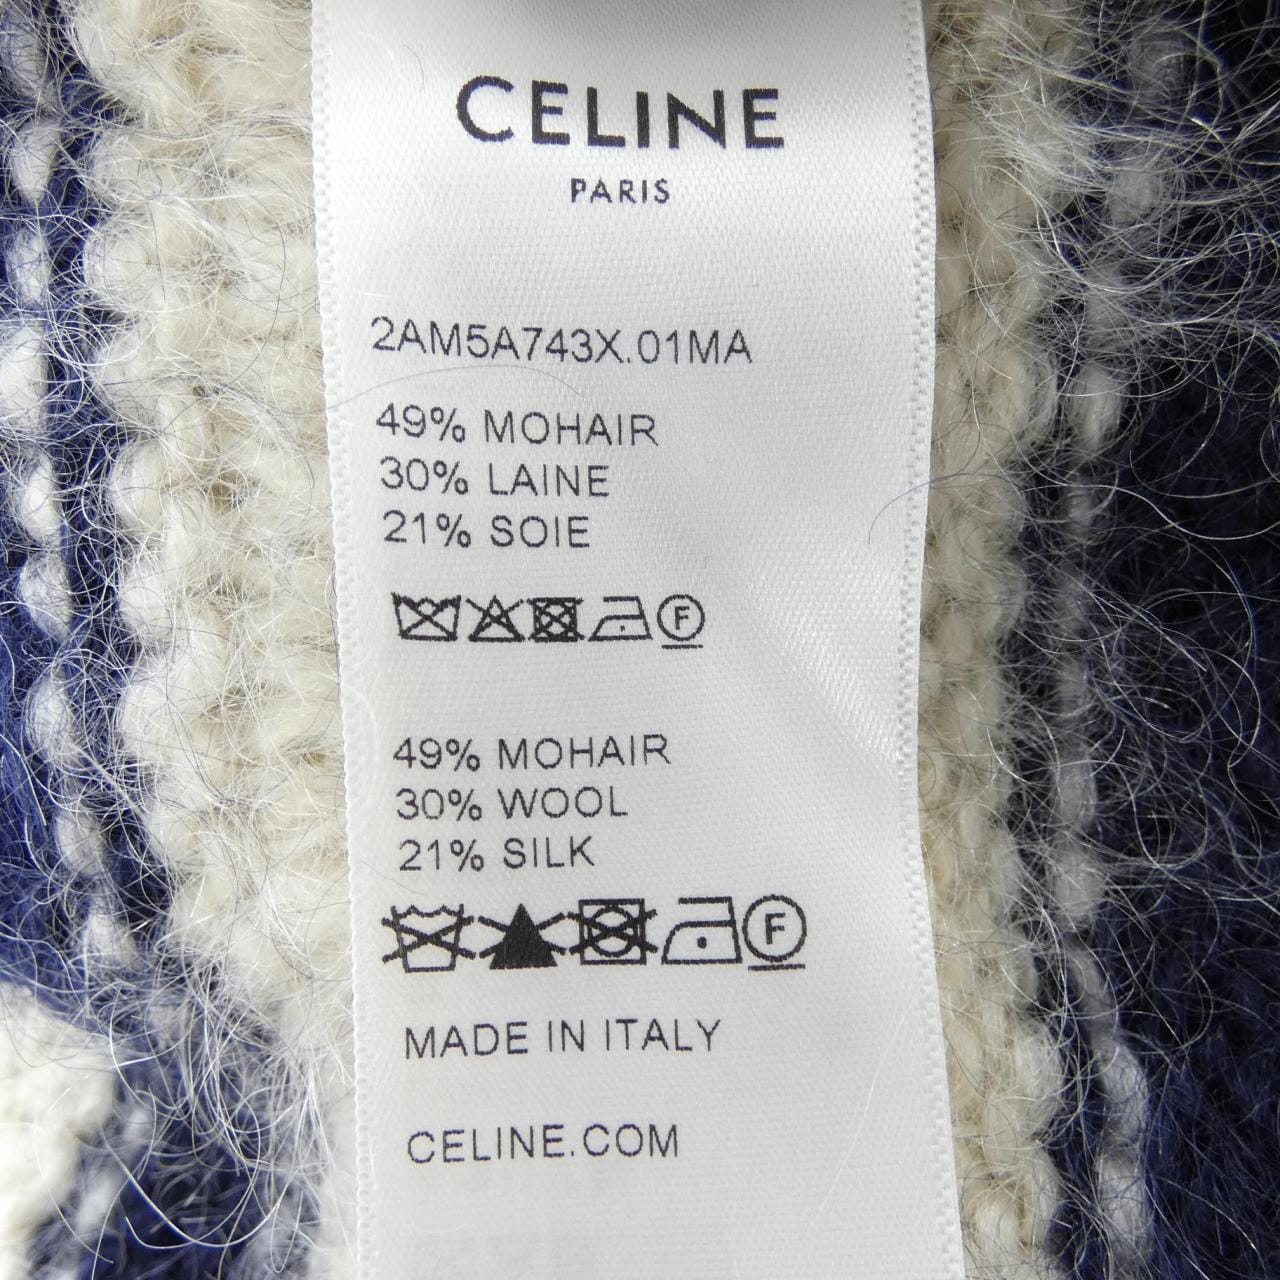 CELINE
PARIS
2AM5A743X.01MA
49% MOHAIR
30% LAINE
21% SOIE
F
49% MOHAIR
30% WOOL
21% SILK
F
MADE IN ITALY
CELINE.COM